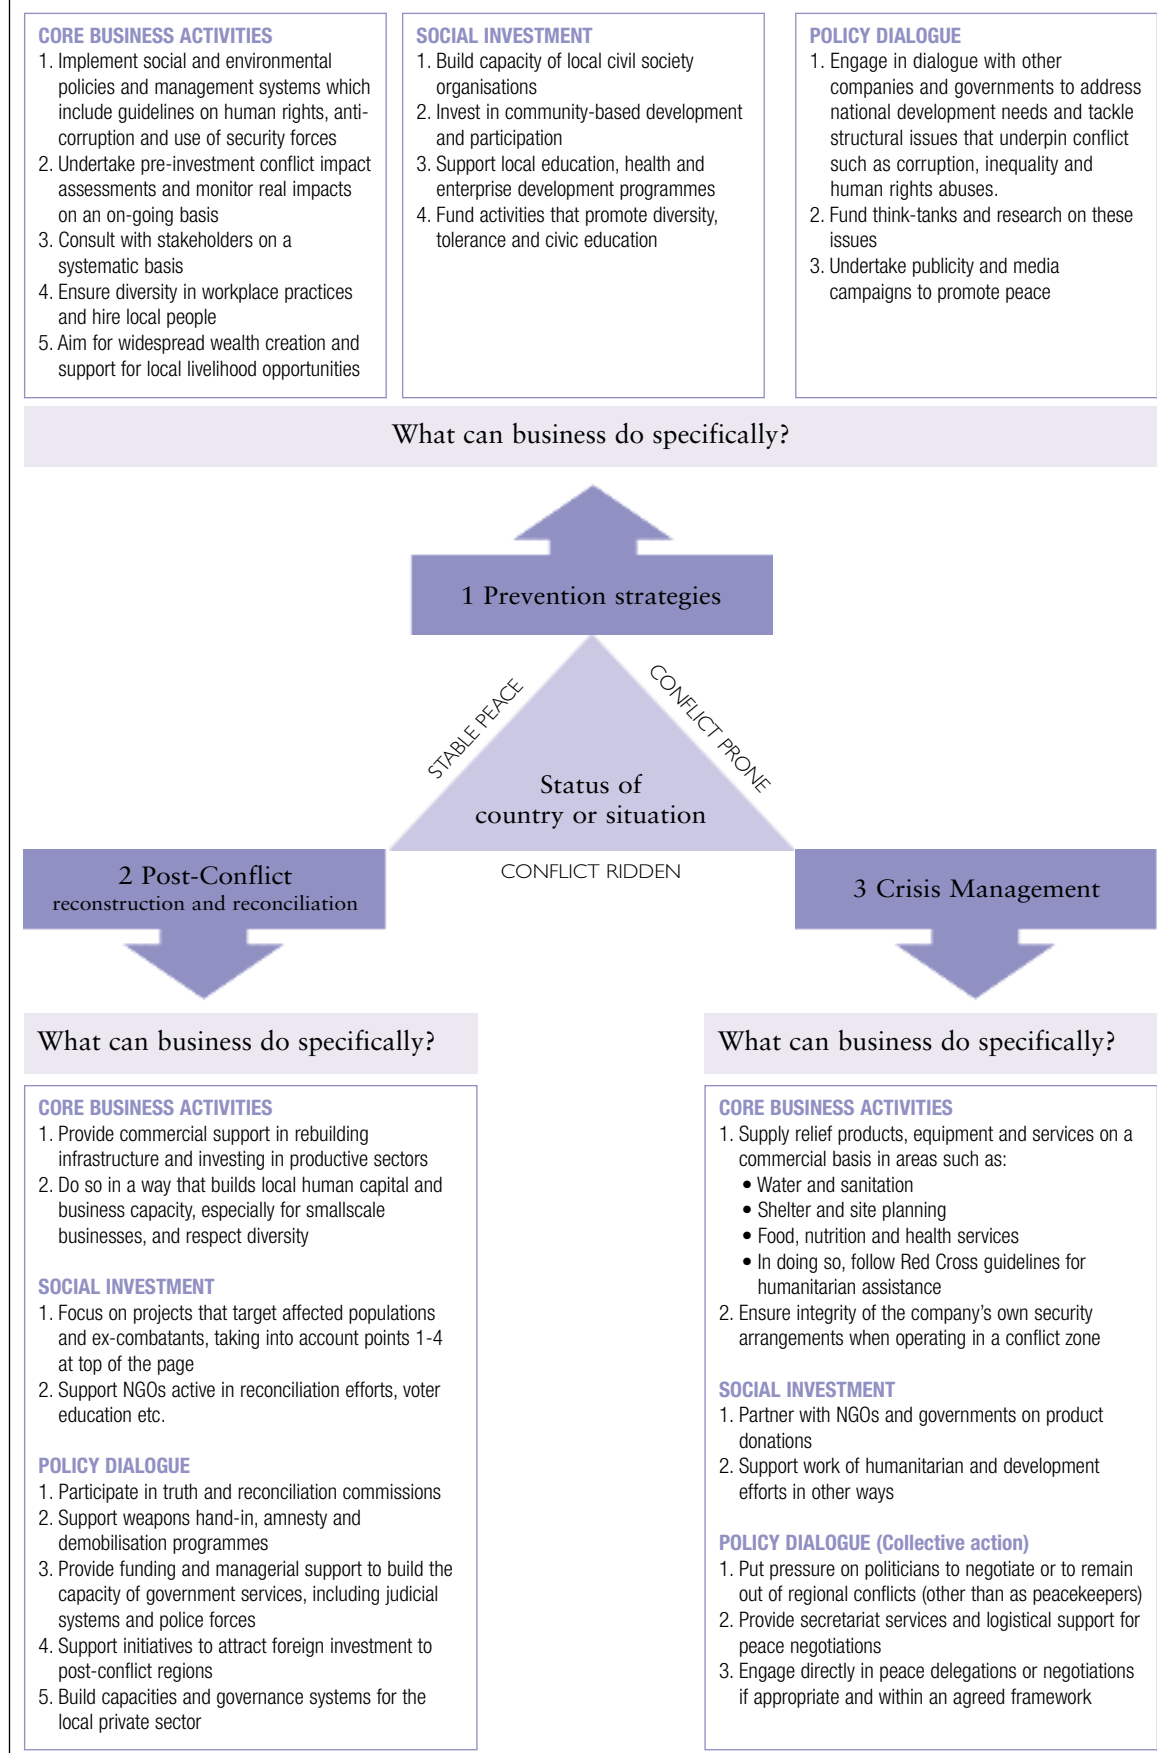 CORE BUSINESS ACTIVITIES
1. Implement social and environmental
policies and management systems which
include guidelines on human rights, anti-
corruption and use of security forces
2. Undertake pre-investment conflict impact
assessments and monitor real impacts
on an on-going basis
3. Consult with stakeholders on a
systematic basis
4. Ensure diversity in workplace practices
and hire local people
5. Aim for widespread wealth creation and
support for local livelihood opportunities
SOCIAL INVESTMENT
1. Build capacity of local civil society
organisations
2. Invest in community-based development
and participation
3. Support local education, health and
enterprise development programmes
4. Fund activities that promote diversity,
tolerance and civic education
POLICY DIALOGUE
1. Engage in dialogue with other
companies and governments to address
national development needs and tackle
structural issues that underpin conflict
such as corruption, inequality and
human rights abuses.
2. Fund think-tanks and research on these
issues
3. Undertake publicity and media
campaigns to promote peace
What can business do specifically?
1 Prevention strategies
STABLE PEACE
CONFLICT PRONE
Status of
country or situation
CONFLICT RIDDEN
2 Post-Conflict
reconstruction and reconciliation
3 Crisis Management
What can business do specifically?
CORE BUSINESS ACTIVITIES
1. Provide commercial support in rebuilding
infrastructure and investing in productive sectors
2. Do so in a way that builds local human capital and
business capacity, especially for smallscale
businesses, and respect diversity
SOCIAL INVESTMENT
1. Focus on projects that target affected populations
and ex-combatants, taking into account points 1-4
at top of the page
2. Support NGOs active in reconciliation efforts, voter
education etc.
POLICY DIALOGUE
1. Participate in truth and reconciliation commissions
2. Support weapons hand-in, amnesty and
demobilisation programmes
3. Provide funding and managerial support to build the
capacity of government services, including judicial
systems and police forces
4. Support initiatives to attract foreign investment to
post-conflict regions
5. Build capacities and governance systems for the
local private sector
What can business do specifically?
CORE BUSINESS ACTIVITIES
1. Supply relief products, equipment and services on a
commercial basis in areas such as:
• Water and sanitation
• Shelter and site planning
• Food, nutrition and health services
• In doing so, follow Red Cross guidelines for
humanitarian assistance
2. Ensure integrity of the company's own security
arrangements when operating in a conflict zone
SOCIAL INVESTMENT
1. Partner with NGOs and governments on product
donations
2. Support work of humanitarian and development
efforts in other ways
POLICY DIALOGUE (Collective action)
1. Put pressure on politicians to negotiate or to remain
out of regional conflicts (other than as peacekeepers)
2. Provide secretariat services and logistical support for
peace negotiations
3. Engage directly in peace delegations or negotiations
if appropriate and within an agreed framework